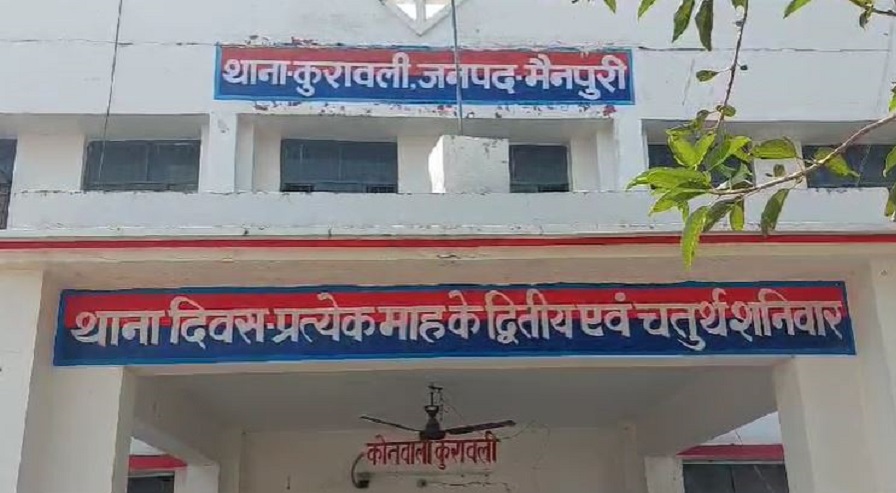 थाना-कुरावली,जनपद-मैनपुरी
थाना दिवस-प्रत्येक माह के द्वितीय एवं चतुर्थ शनिवार
कोतवाली कुरावली